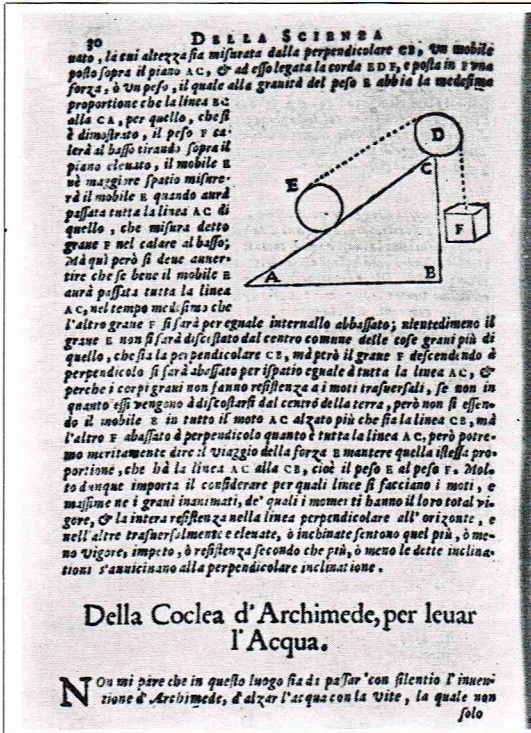 30 DELLA SCIENSA
nato, la cui altezza sia misurata dalla perpendicolare CB, Vn mobile
posto sopra il piano AC, & ad esso legata la corda EDF, e posta in F vna
forza, ò vn peso, il quale alla grauità del peso E abbia la medesima
proportione che la linea BC
alla CA, per quello, che si
è dimostrato, il peso F ca-
lerà al basso tirando sopra il
piano eleuato, il mobile E
nè maggiore spatio misure-
rà il mobile E quando aurà
passata tutta la linea AC di
quello, che misura detto
graue F nel calare al basso;
Mà quì però si deue auuer-
tire che se bene il mobile E
aurà passata tutta la linea
AC, nel tempo medesimo che
l'altro graue F si sarà per eguale interuallo abbassato; nientedimeno il
graue E non si sarà discostato dal centro comune delle cose graui più di
quello, che sia la perpendicolare CB, mà però il graue F descendendo à
perpendicolo si sarà abassato per ispatio eguale à tutta la linea AC, &
perche i corpi graui non fanno resistenza a i moti trasuersali, se non in
quanto essi vengono à discostarsi dal centro della terra, però non si essen-
do il mobile E in tutto il moto AC alzato più che sia la linea CB, mà
l'altro F abassato à perpendicolo quanto è tutta la linea AC, però potre-
mo meritamente dire il viaggio della forza E mantere quella istessa pro-
portione, che hà la linea AC alla CB, cioè il peso E al peso F. Mol-
to dunque importa il considerare per quali linee si facciano i moti, e
massime ne i graui inanimati, de' quali i momenti hanno il loro total vi-
gore, & la intera resistenza nella linea perpendicolare all' orizonte, e
nell'altre trasuersalmente e eleuate, ò inchinate sentono quel più, ò me-
no vigore, impeto, ò resistenza secondo che più, ò meno le dette inclina-
tioni s'auuicinano alla perpendicolare inclinatione.
D
C
E
F
A
B
Della Coclea d'Archimede, per leuar
l'Acqua.
NOn mi pare che in questo luogo sia da passar con silentio l'inuen-
zione d'Archimede, d'alzar l'acqua con la Vite, la quale non
solo